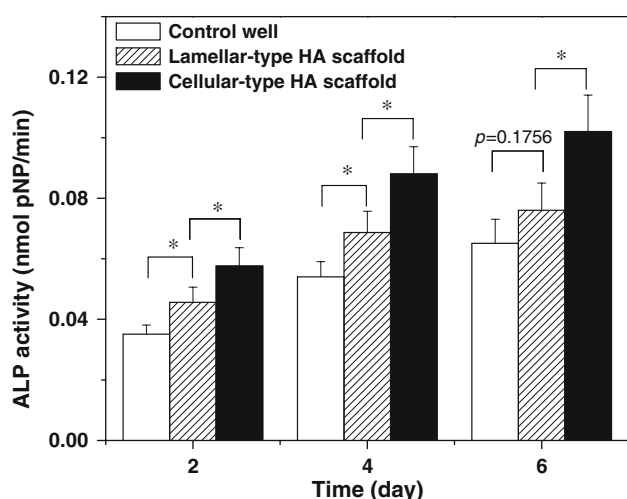 Control well
Lamellar-type HA scaffold
Cellular-type HA scaffold
ALP activity (nmol pNP/min)
0.12
0.08
0.04
0.00
*
*
*
*
p=0.1756
*
2
4
6
Time (day)